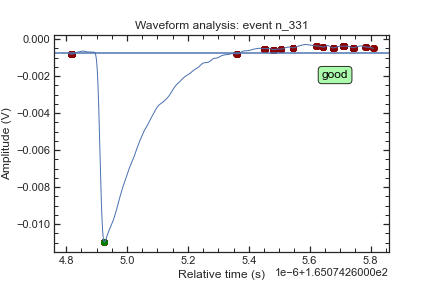 Waveform analysis: event n_331
0.000
−0.002
−0.004
−0.006
−0.008
−0.010
Amplitude (V)
good
4.8 5.0 5.2 5.4 5.6 5.8
Relative time (s)
1e−6+1.6507426000e2